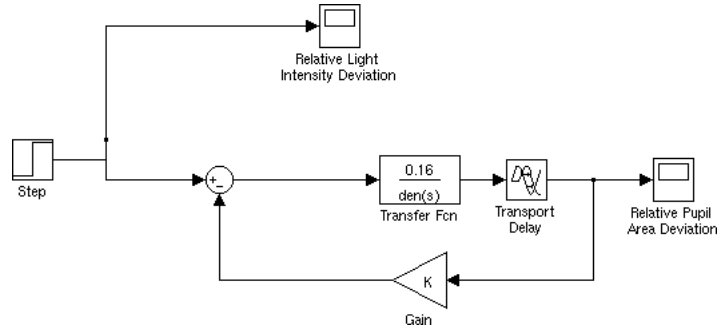 Relative Light
Intensity Deviation
Step
+
-
0.16
den(s)
Transfer Fcn
Transport
Delay
Relative Pupil
Area Deviation
K
Gain